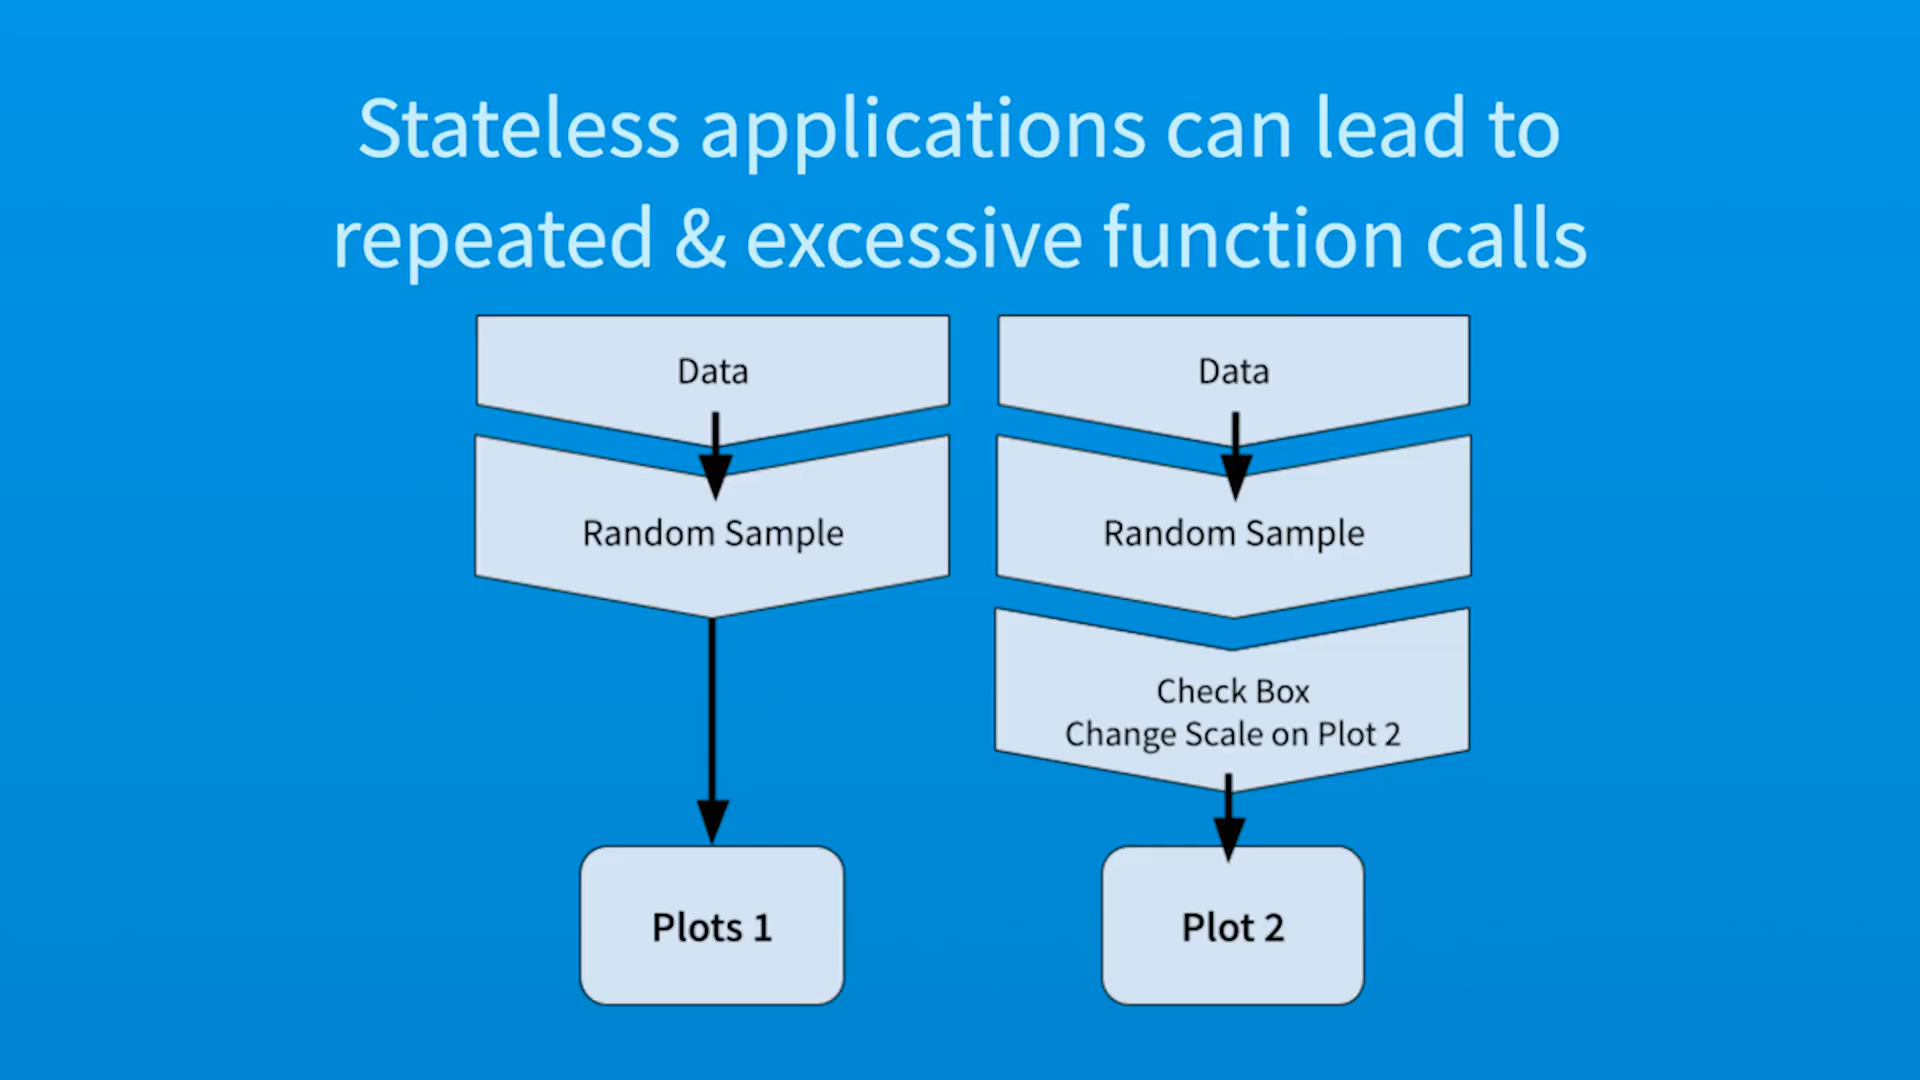 Stateless applications can lead to
repeated & excessive function calls
Data
Random Sample
Plots 1
Data
Random Sample
Check Box
Change Scale on Plot 2
Plot 2